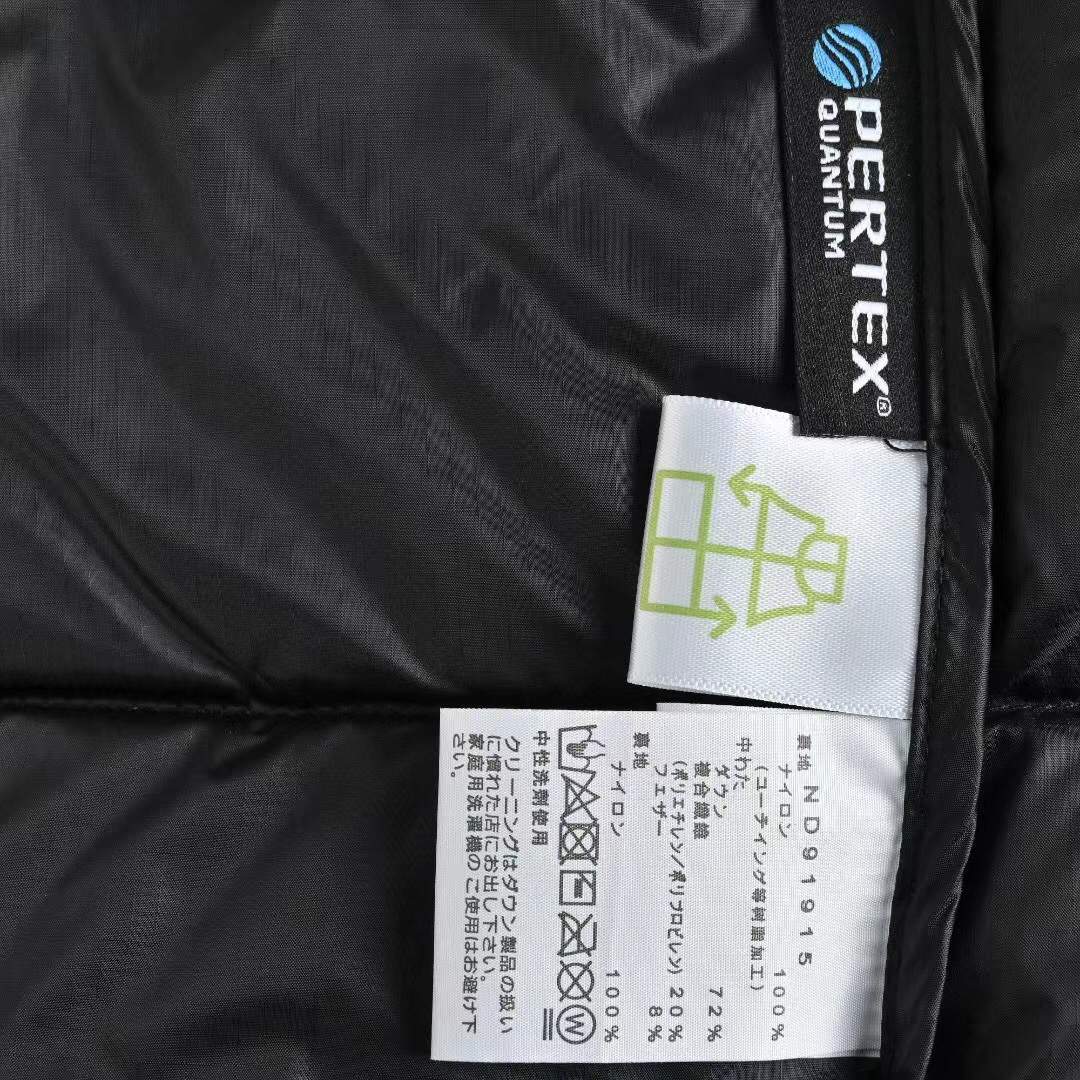 PERTEX®
QUANTUM
裏地 ND91915
ナイロン 100%
(コーティング等樹脂加工)
中わた
ダウン 72%
複合繊維
(ポリエチレン/ポリプロピレン) 20%
フェザー 8%
裏地
ナイロン 100%
W
中性洗剤使用
クリーニングはダウン製品の扱い
に慣れた店にお出し下さい。
家庭用洗濯機のご使用はお避け下
さい。